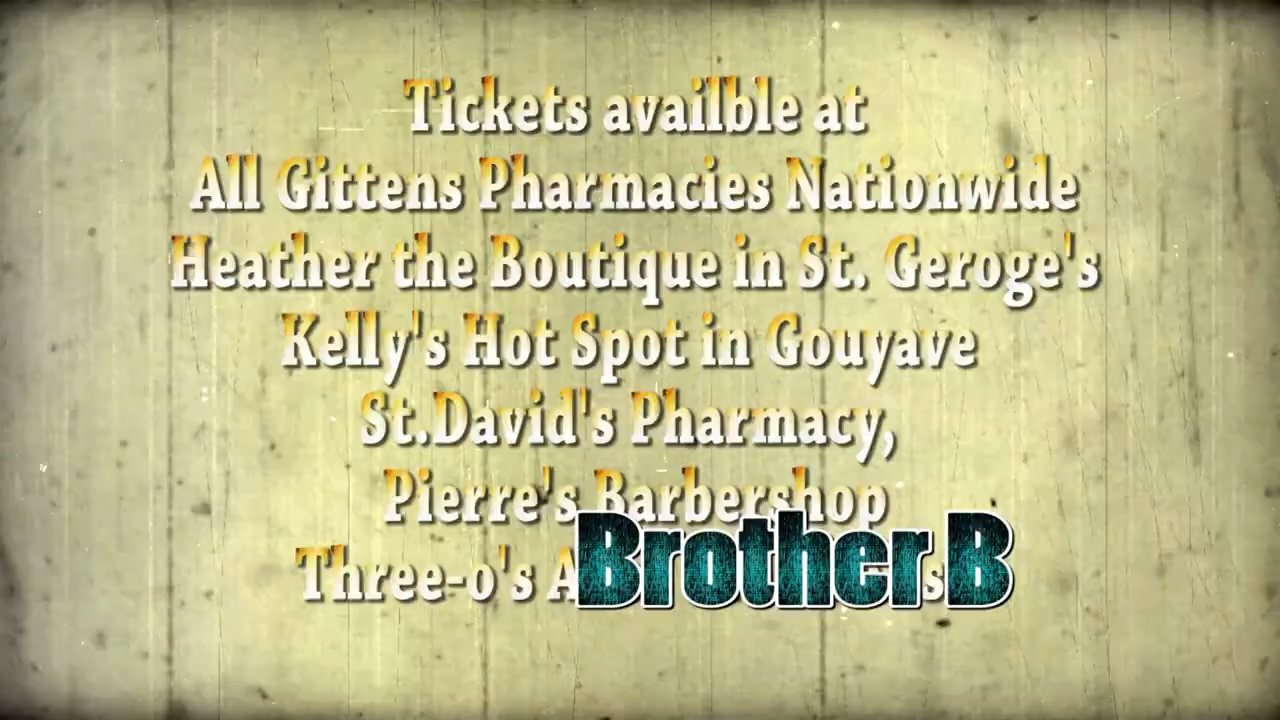 Tickets availble at
All Gittens Pharmacies Nationwide
Heather the Boutique in St. Geroge's
Kelly's Hot Spot in Gouyave
St.David's Pharmacy,
Pierre's Barbershop
Three-o's
Brother B